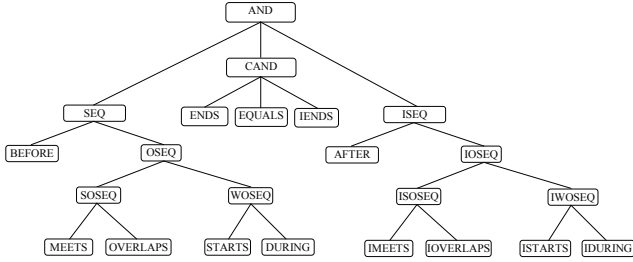 AND
CAND
SEQ
ENDS
EQUALS
IENDS
ISEQ
BEFORE
OSEQ
AFTER
IOSEQ
SOSEQ
WOSEQ
ISOSEQ
IWOSEQ
MEETS
OVERLAPS
STARTS
DURING
IMEETS
IOVERLAPS
ISTARTS
IDURING